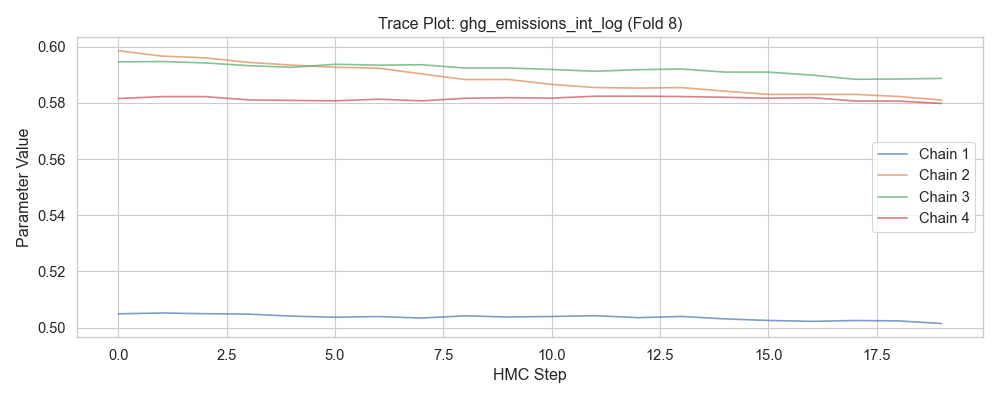 Trace Plot: ghg_emissions_int_log (Fold 8)
Parameter Value
0.60
0.58
0.56
0.54
0.52
0.50
Chain 1
Chain 2
Chain 3
Chain 4
0.0 2.5 5.0 7.5 10.0 12.5 15.0 17.5
HMC Step